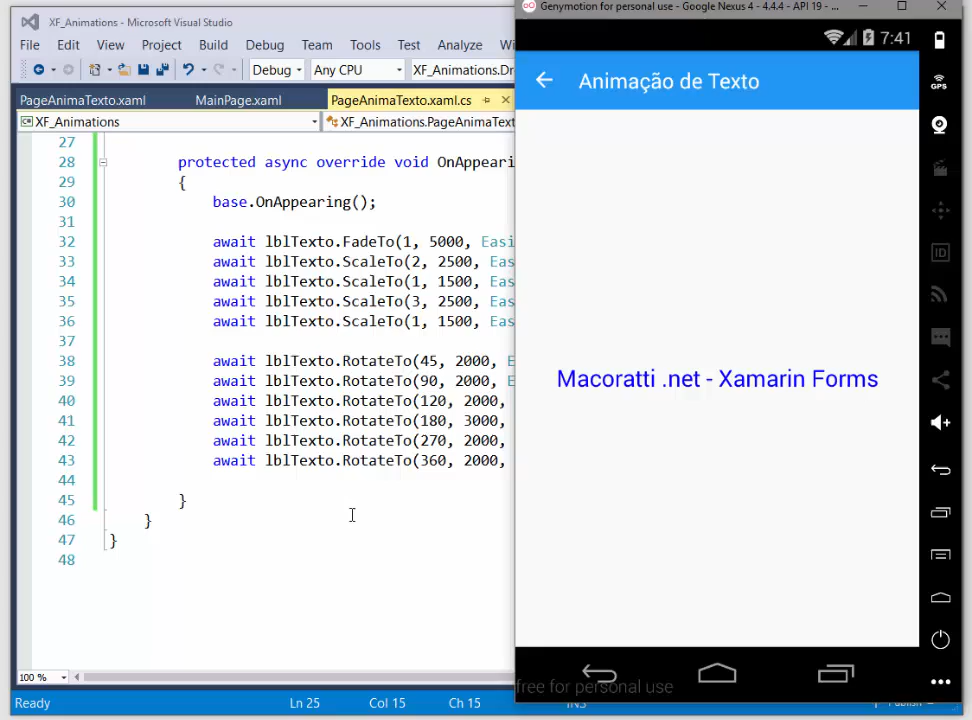 XF_Animations - Microsoft Visual Studio
File Edit View Project Build Debug Team Tools Test Analyze Wi
Debug Any CPU XF_Animations.Dr
PageAnimaTexto.xaml MainPage.xaml PageAnimaTexto.xaml.cs
XF_Animations XF_Animations.PageAnimaText
27
28 protected async override void OnAppeari
29 {
30 base.OnAppearing();
31
32 await lblTexto.FadeTo(1, 5000, Easi
33 await lblTexto.ScaleTo(2, 2500, Eas
34 await lblTexto.ScaleTo(1, 1500, Eas
35 await lblTexto.ScaleTo(3, 2500, Eas
36 await lblTexto.ScaleTo(1, 1500, Eas
37
38 await lblTexto.RotateTo(45, 2000, E
39 await lblTexto.RotateTo(90, 2000, E
40 await lblTexto.RotateTo(120, 2000,
41 await lblTexto.RotateTo(180, 3000,
42 await lblTexto.RotateTo(270, 2000,
43 await lblTexto.RotateTo(360, 2000,
44
45 }
46 }
47 }
48
100 %
Ready Ln 25 Col 15 Ch 15 INS
Genymotion for personal use - Google Nexus 4 - 4.4.4 - API 19 - ...
7:41
Animação de Texto
Macoratti .net - Xamarin Forms
free for personal use
GPS
ID